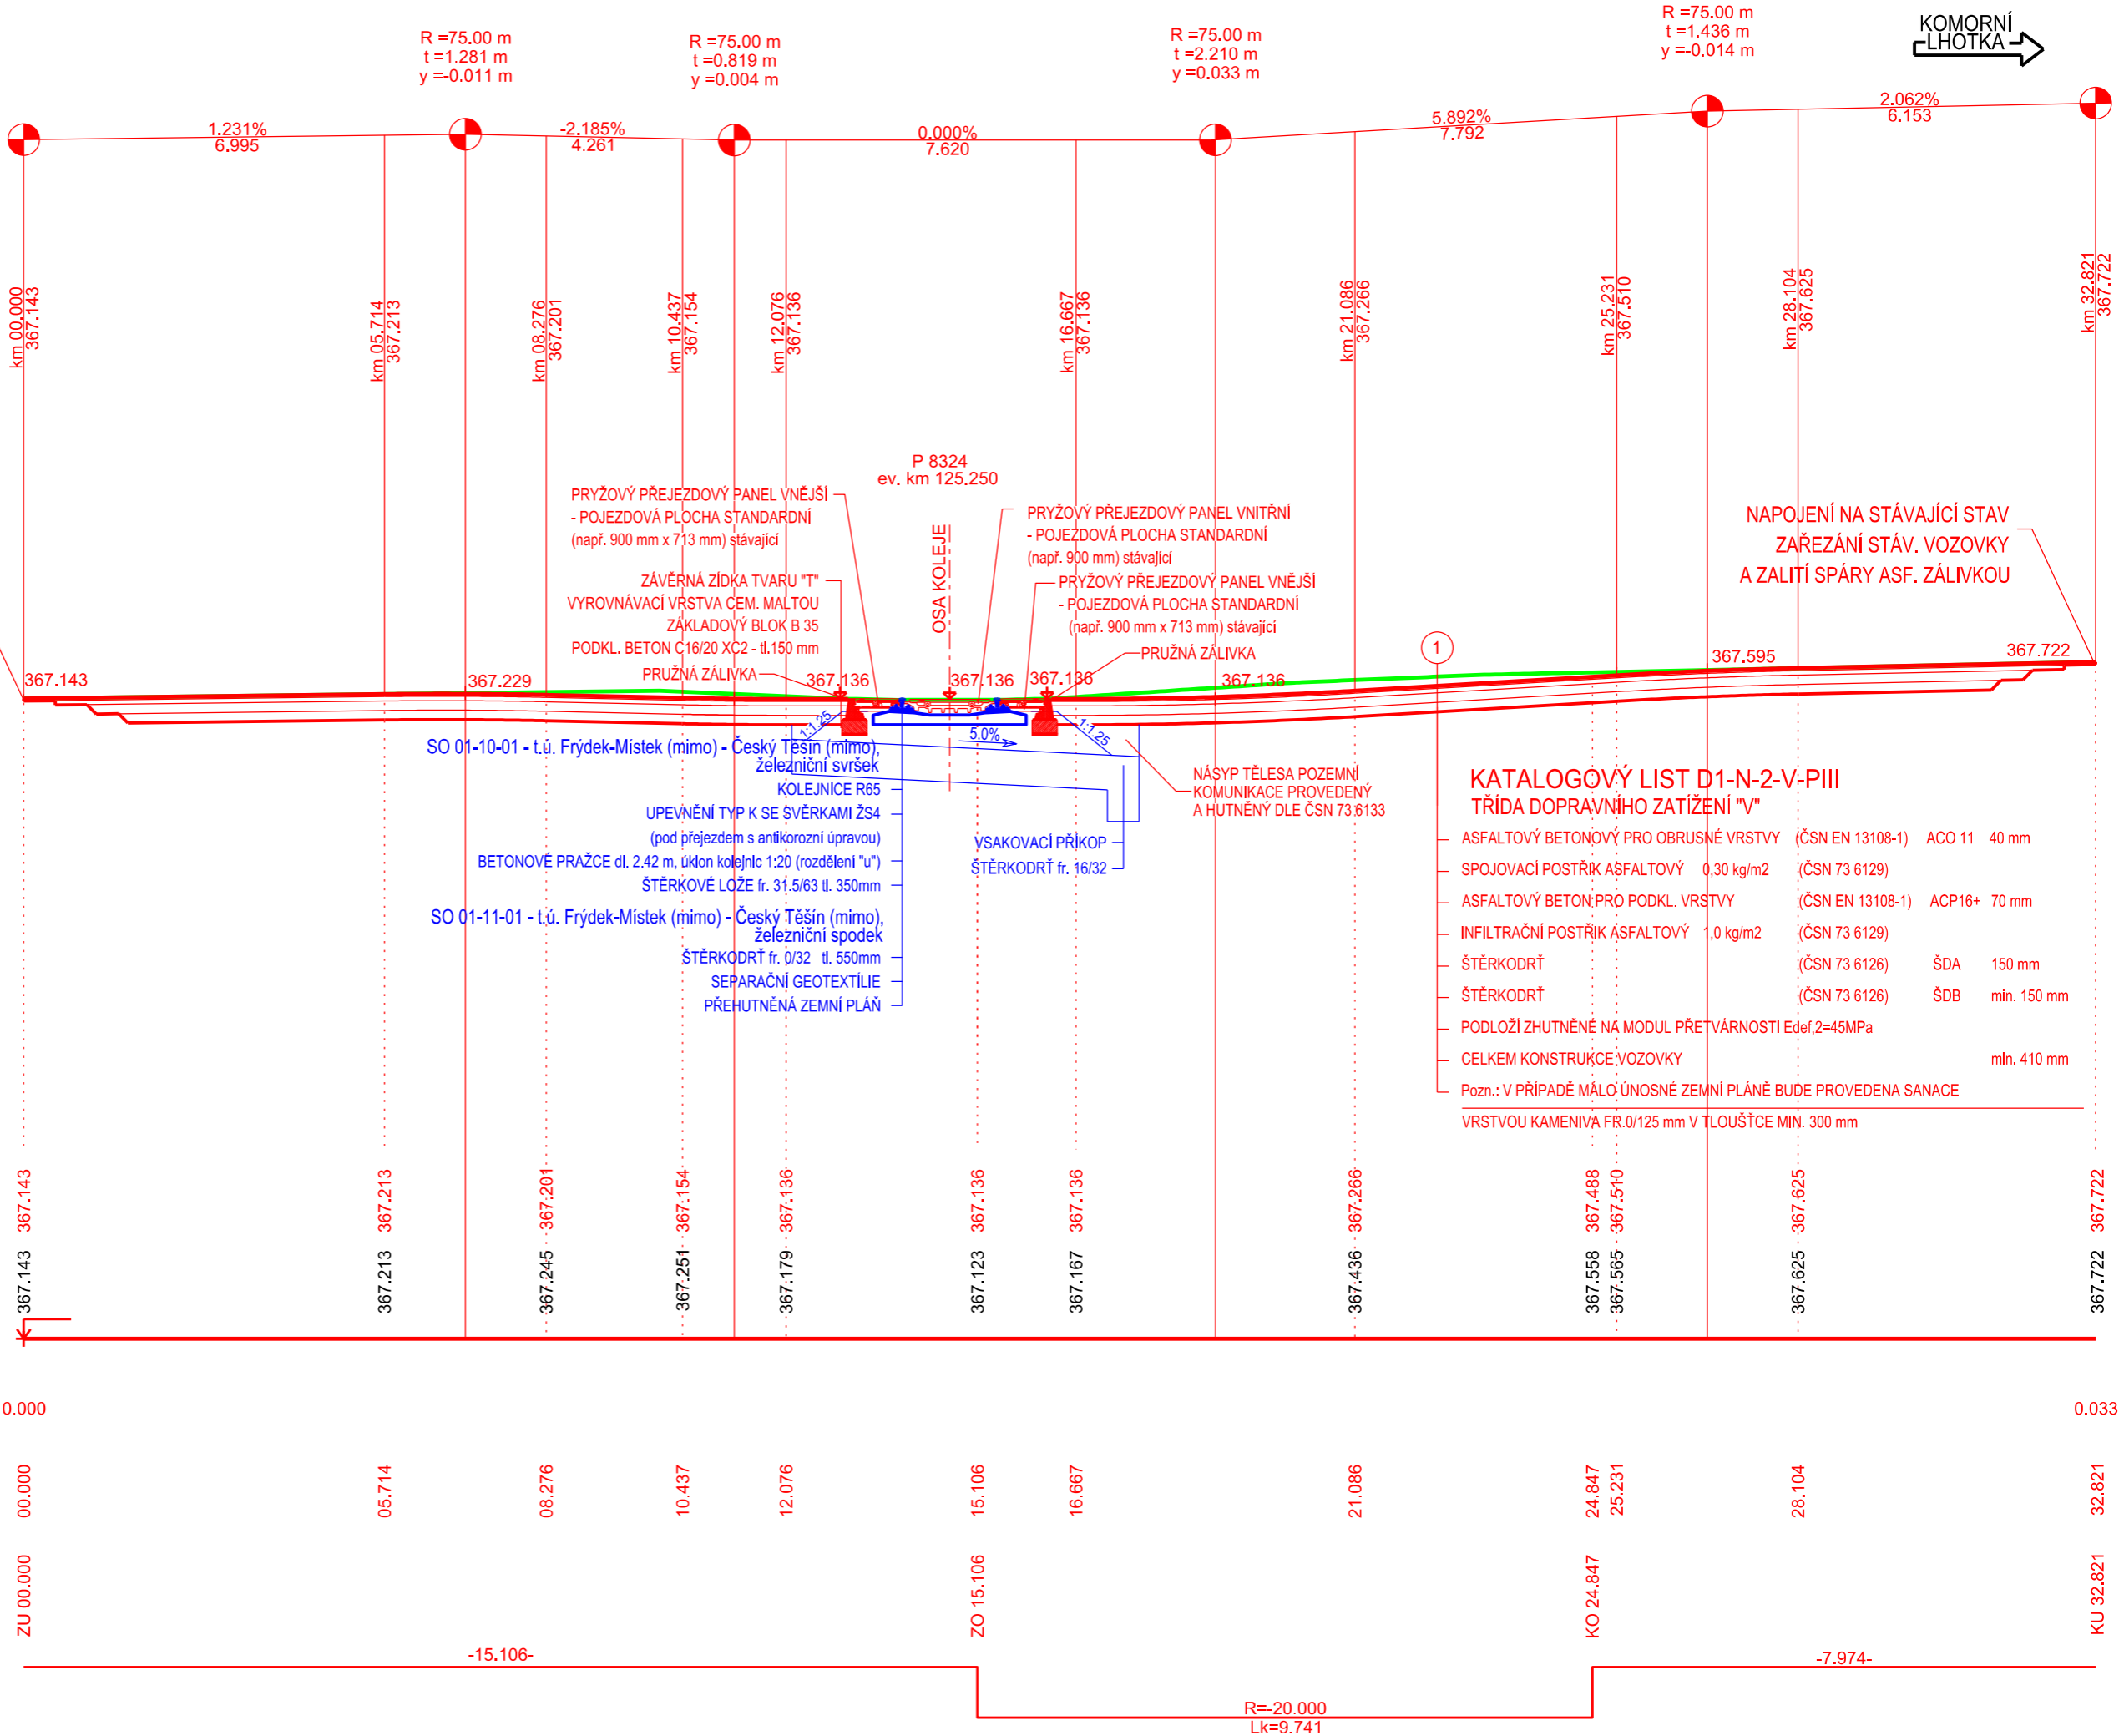 R =75.00 m
t =1.281 m
y =-0.011 m
R =75.00 m
t =0.819 m
y =0.004 m
R =75.00 m
t =2.210 m
y =0.033 m
R =75.00 m
t =1.436 m
y =-0.014 m
KOMORNÍ
LHOTKA
1.231%
6.995
-2.185%
4.261
0.000%
7.620
5.892%
7.792
2.062%
6.153
km 00.000
367.143
km 05.714
367.213
km 08.276
367.201
km 10.437
367.154
km 12.076
367.136
km 16.667
367.136
km 21.086
367.266
km 25.231
367.510
km 28.104
367.625
km 32.821
367.722
P 8324
ev. km 125.250
OSA KOLEJE
PRYŽOVÝ PŘEJEZDOVÝ PANEL VNĚJŠÍ
- POJEZDOVÁ PLOCHA STANDARDNÍ
(např. 900 mm x 713 mm) stávající
ZÁVĚRNÁ ZÍDKA TVARU "T"
VYROVNÁVACÍ VRSTVA CEM. MALTOU
ZÁKLADOVÝ BLOK B 35
PODKL. BETON C16/20 XC2 - tl.150 mm
PRUŽNÁ ZÁLIVKA
PRYŽOVÝ PŘEJEZDOVÝ PANEL VNITŘNÍ
- POJEZDOVÁ PLOCHA STANDARDNÍ
(např. 900 mm) stávající
PRYŽOVÝ PŘEJEZDOVÝ PANEL VNĚJŠÍ
- POJEZDOVÁ PLOCHA STANDARDNÍ
(např. 900 mm x 713 mm) stávající
PRUŽNÁ ZÁLIVKA
NAPOJENÍ NA STÁVAJÍCÍ STAV
ZAŘEZÁNÍ STÁV. VOZOVKY
A ZALITÍ SPÁRY ASF. ZÁLIVKOU
1
367.143
367.229
367.136
367.136
367.136
367.136
367.595
367.722
1:1.25
5.0%
1:1.25
SO 01-10-01 - t.ú. Frýdek-Místek (mimo) - Český Těšín (mimo),
železniční svršek
KOLEJNICE R65
UPEVNĚNÍ TYP K SE SVĚRKAMI ŽS4
(pod přejezdem s antikorozní úpravou)
BETONOVÉ PRAŽCE dl. 2.42 m, úklon kolejnic 1:20 (rozdělení "u")
ŠTĚRKOVÉ LOŽE fr. 31.5/63 tl. 350mm
SO 01-11-01 - t.ú. Frýdek-Místek (mimo) - Český Těšín (mimo),
železniční spodek
ŠTĚRKODRŤ fr. 0/32 tl. 550mm
SEPARAČNÍ GEOTEXTÍLIE
PŘEHUTNĚNÁ ZEMNÍ PLÁŇ
VSAKOVACÍ PŘÍKOP
ŠTĚRKODRŤ fr. 16/32
NÁSYP TĚLESA POZEMNÍ
KOMUNIKACE PROVEDENÝ
A HUTNĚNÝ DLE ČSN 73 6133
KATALOGOVÝ LIST D1-N-2-V-PIII
TŘÍDA DOPRAVNÍHO ZATÍŽENÍ "V"
ASFALTOVÝ BETONOVÝ PRO OBRUSNÉ VRSTVY (ČSN EN 13108-1) ACO 11 40 mm
SPOJOVACÍ POSTŘIK ASFALTOVÝ 0,30 kg/m2 (ČSN 73 6129)
ASFALTOVÝ BETON PRO PODKL. VRSTVY (ČSN EN 13108-1) ACP16+ 70 mm
INFILTRAČNÍ POSTŘIK ASFALTOVÝ 1,0 kg/m2 (ČSN 73 6129)
ŠTĚRKODRŤ (ČSN 73 6126) ŠDA 150 mm
ŠTĚRKODRŤ (ČSN 73 6126) ŠDB min. 150 mm
PODLOŽÍ ZHUTNĚNÉ NA MODUL PŘETVÁRNOSTI Edef,2=45MPa
CELKEM KONSTRUKCE VOZOVKY min. 410 mm
Pozn.: V PŘÍPADĚ MÁLO ÚNOSNÉ ZEMNÍ PLÁNĚ BUDE PROVEDENA SANACE
VRSTVOU KAMENIVA FR.0/125 mm V TLOUŠŤCE MIN. 300 mm
367.143 367.213 367.201 367.154 367.136 367.136 367.136 367.266 367.488 367.510 367.625 367.722
367.143 367.213 367.245 367.251 367.179 367.123 367.167 367.436 367.558 367.565 367.625 367.722
0.000 0.033
00.000 05.714 08.276 10.437 12.076 15.106 16.667 21.086 24.847 25.231 28.104 32.821
ZU 00.000 ZO 15.106 KO 24.847 KU 32.821
-15.106-
-7.974-
R=-20.000
Lk=9.741